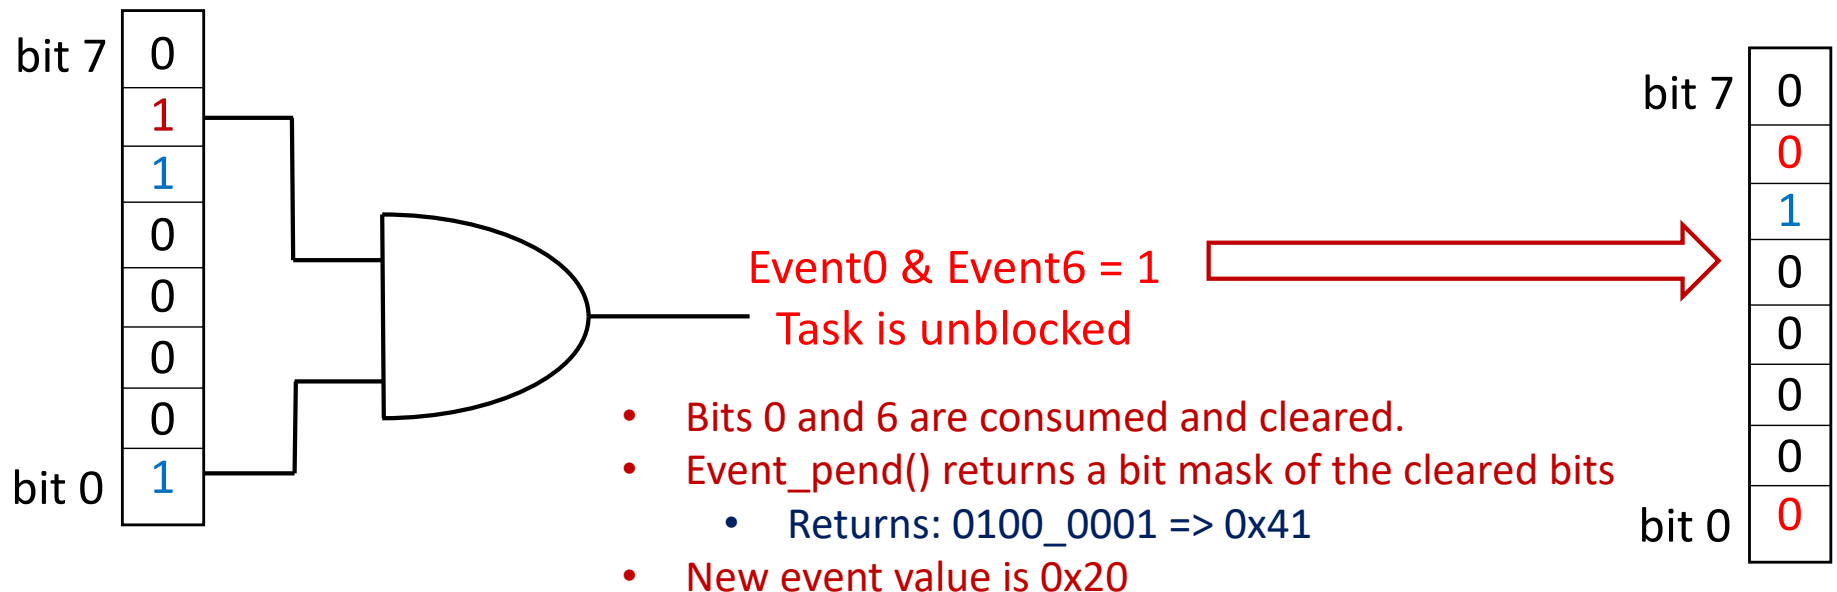 bit 7
0
1
1
0
0
0
0
bit 0
1
Event0 & Event6 = 1
Task is unblocked
• Bits 0 and 6 are consumed and cleared.
• Event_pend() returns a bit mask of the cleared bits
• Returns: 0100_0001 => 0x41
• New event value is 0x20
bit 7
0
0
1
0
0
0
0
bit 0
0